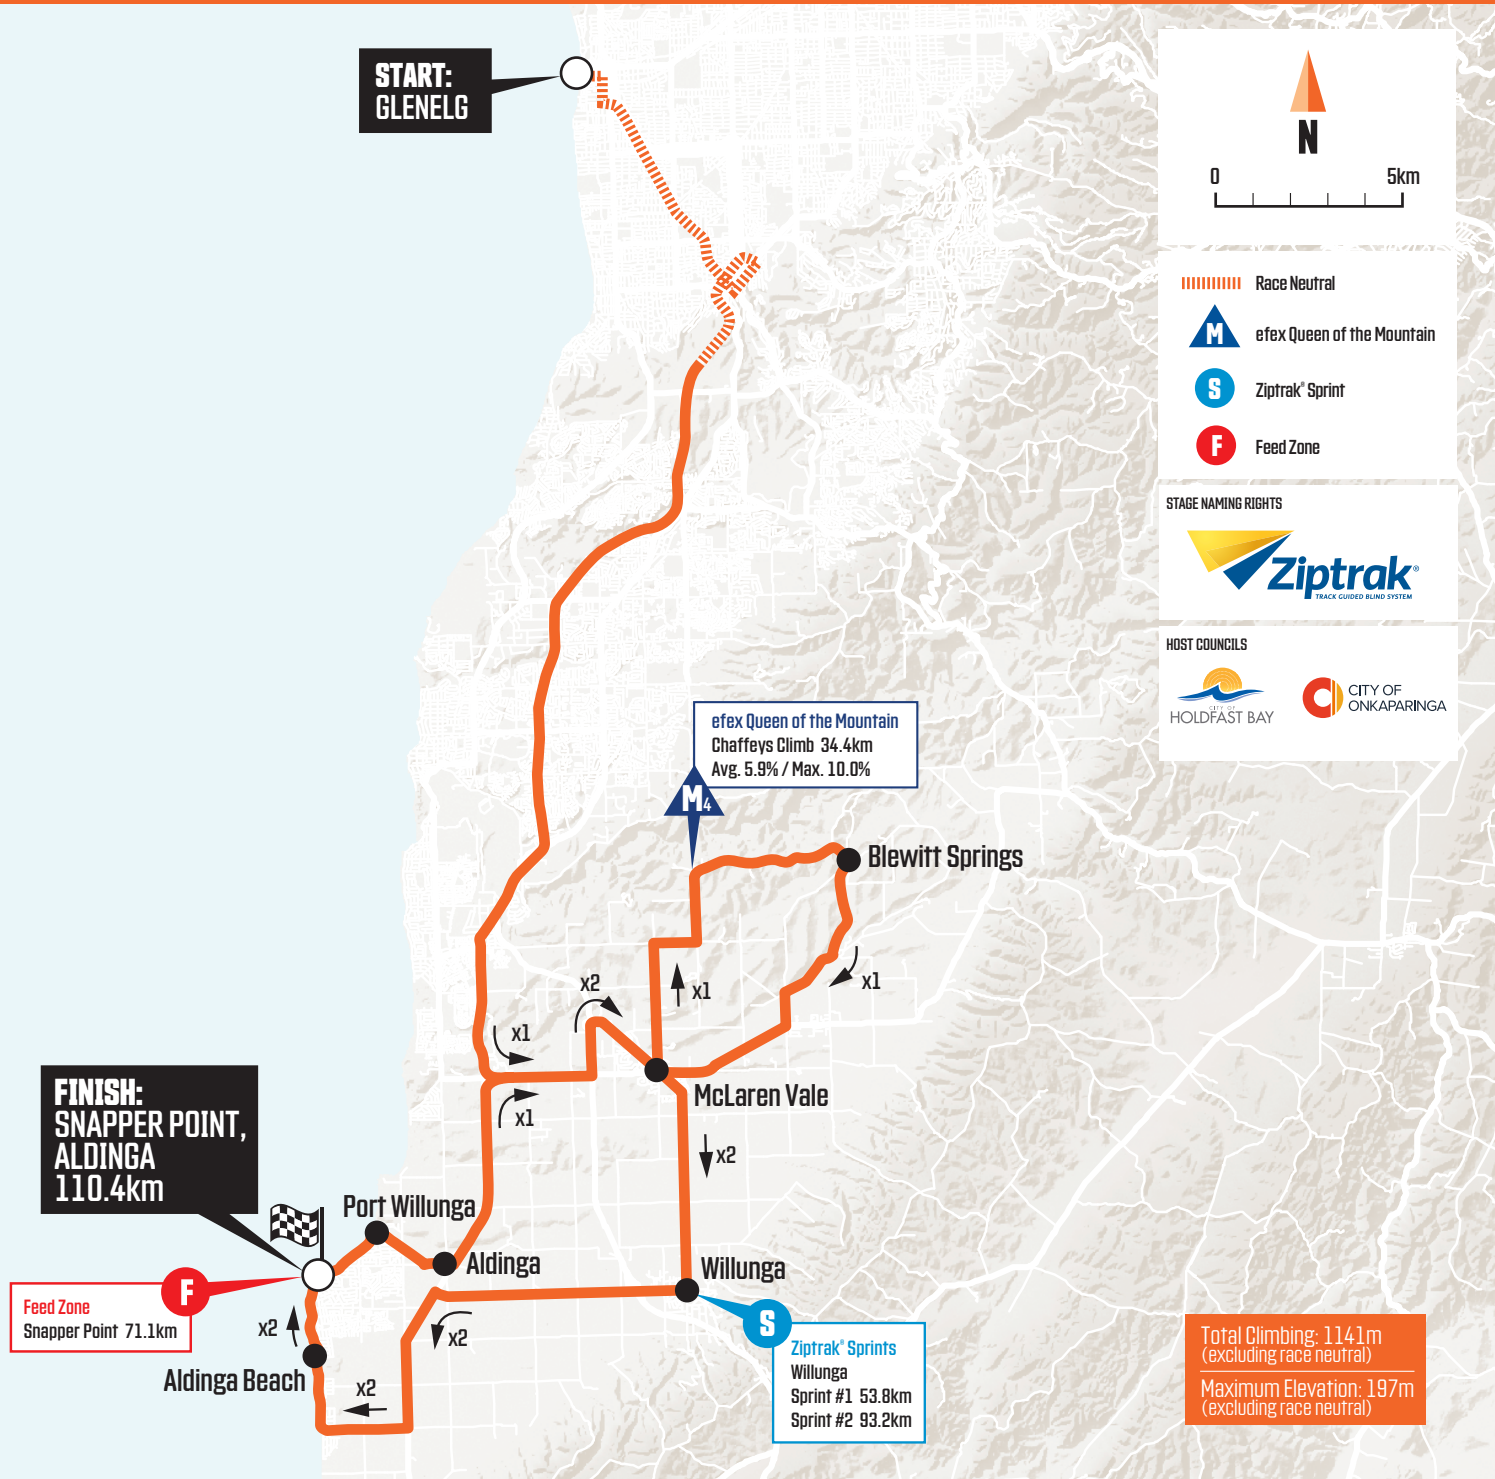 START:
GLENELG
N
0 5km
Race Neutral
M efex Queen of the Mountain
S Ziptrak® Sprint
F Feed Zone
STAGE NAMING RIGHTS
Ziptrak®
TRACK GUIDED BLIND SYSTEM
HOST COUNCILS
CITY OF
HOLDFAST BAY
CITY OF
ONKAPARINGA
efex Queen of the Mountain
Chaffeys Climb 34.4km
Avg. 5.9% / Max. 10.0%
M4
Blewitt Springs
x1
x1
x2
x1
x1
McLaren Vale
x2
FINISH:
SNAPPER POINT,
ALDINGA
110.4km
Port Willunga
Aldinga
Willunga
F
Feed Zone
Snapper Point 71.1km
x2
x2
Aldinga Beach
x2
S
Ziptrak® Sprints
Willunga
Sprint #1 53.8km
Sprint #2 93.2km
Total Climbing: 1141m
(excluding race neutral)
Maximum Elevation: 197m
(excluding race neutral)